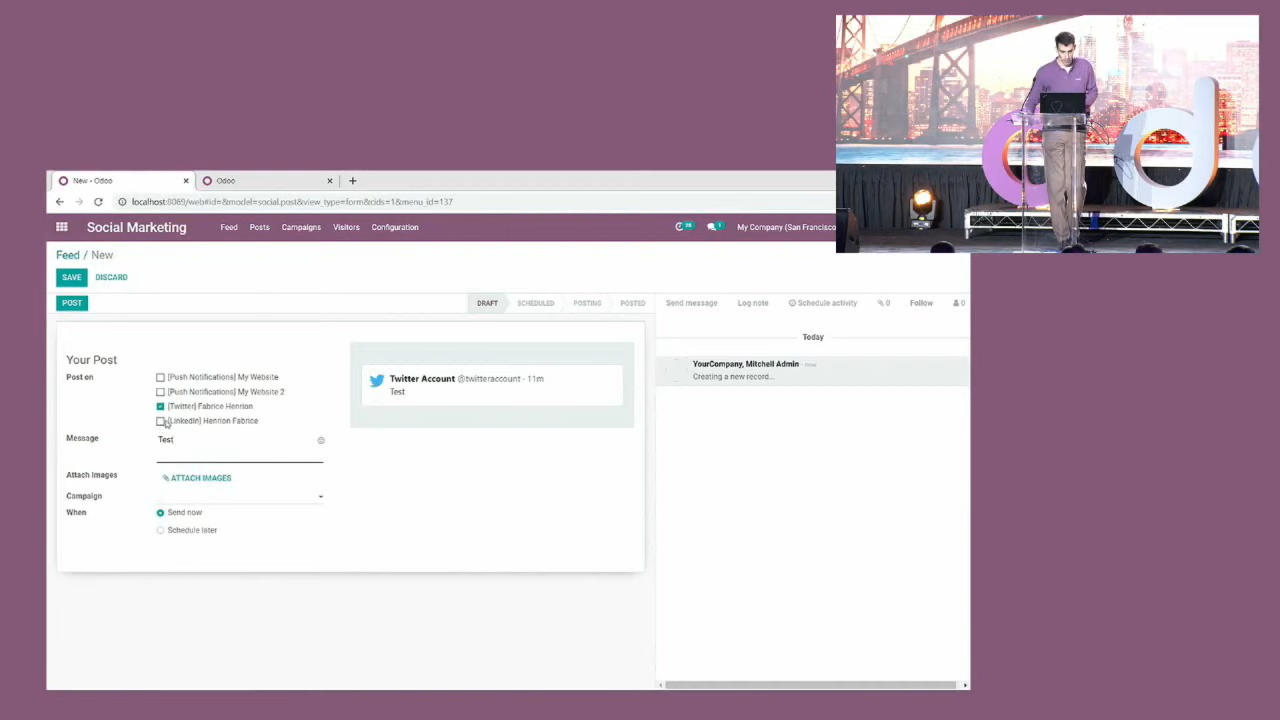 New - Odoo
Odoo
localhost:8069/web#id=&model=social.post&view_type=form&cids=1&menu_id=137
Social Marketing
Feed
Posts
Campaigns
Visitors
Configuration
28
1
My Company (San Francisco
Feed / New
SAVE
DISCARD
POST
DRAFT
SCHEDULED
POSTING
POSTED
Send message
Log note
Schedule activity
0
Follow
0
Today
YourCompany, Mitchell Admin - now
Creating a new record...
Your Post
Post on
[Push Notifications] My Website
[Push Notifications] My Website 2
[Twitter] Fabrice Henrion
[LinkedIn] Henrion Fabrice
Message
Test
Attach Images
ATTACH IMAGES
Campaign
When
Send now
Schedule later
Twitter Account @twitteraccount · 11m
Test
od